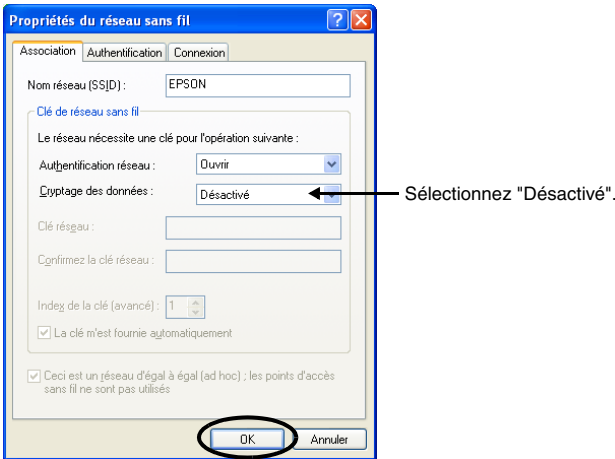 Propriétés du réseau sans fil
Association Authentification Connexion
Nom réseau (SSID) : EPSON
Clé de réseau sans fil
Le réseau nécessite une clé pour l'opération suivante :
Authentification réseau : Ouvrir
Cryptage des données : Désactivé
Sélectionnez "Désactivé".
Clé réseau :
Confirmez la clé réseau :
Index de la clé (avancé) : 1
La clé m'est fournie automatiquement
Ceci est un réseau d'égal à égal (ad hoc) ; les points d'accès
sans fil ne sont pas utilisés
OK Annuler